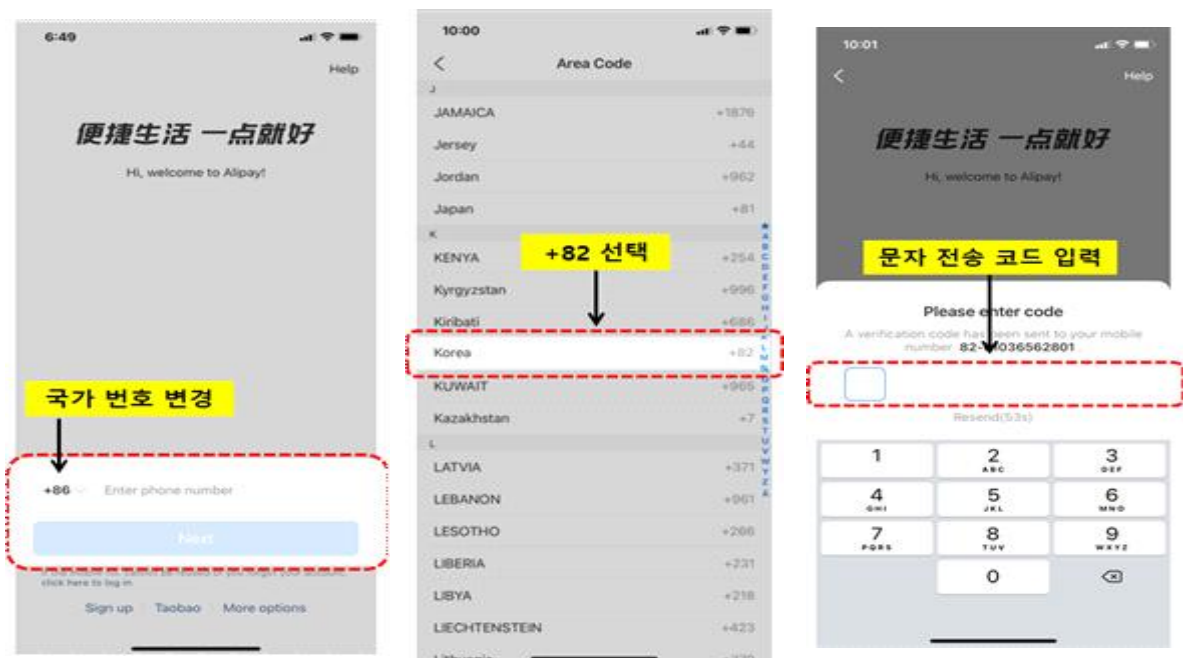 6:49
Help
便捷生活 一点就好
Hi, welcome to Alipay!
국가 번호 변경
+86
Enter phone number
Next
click here to log in
Sign up
Taobao
More options
10:00
Area Code
J
JAMAICA +1876
Jersey +44
Jordan +962
Japan +81
K
+82 선택
KENYA +254
Kyrgyzstan +996
Kiribati +686
Korea +82
KUWAIT +965
Kazakhstan +7
L
LATVIA +371
LEBANON +961
LESOTHO +266
LIBERIA +231
LIBYA +218
LIECHTENSTEIN +423
10:01
Help
便捷生活 一点就好
Hi, welcome to Alipay!
문자 전송 코드 입력
Please enter code
A verification code has been sent to your mobile
number
Resend(53s)
1
2 ABC
3 DEF
4 GHI
5 JKL
6 MNO
7 PQRS
8 TUV
9 WXYZ
0